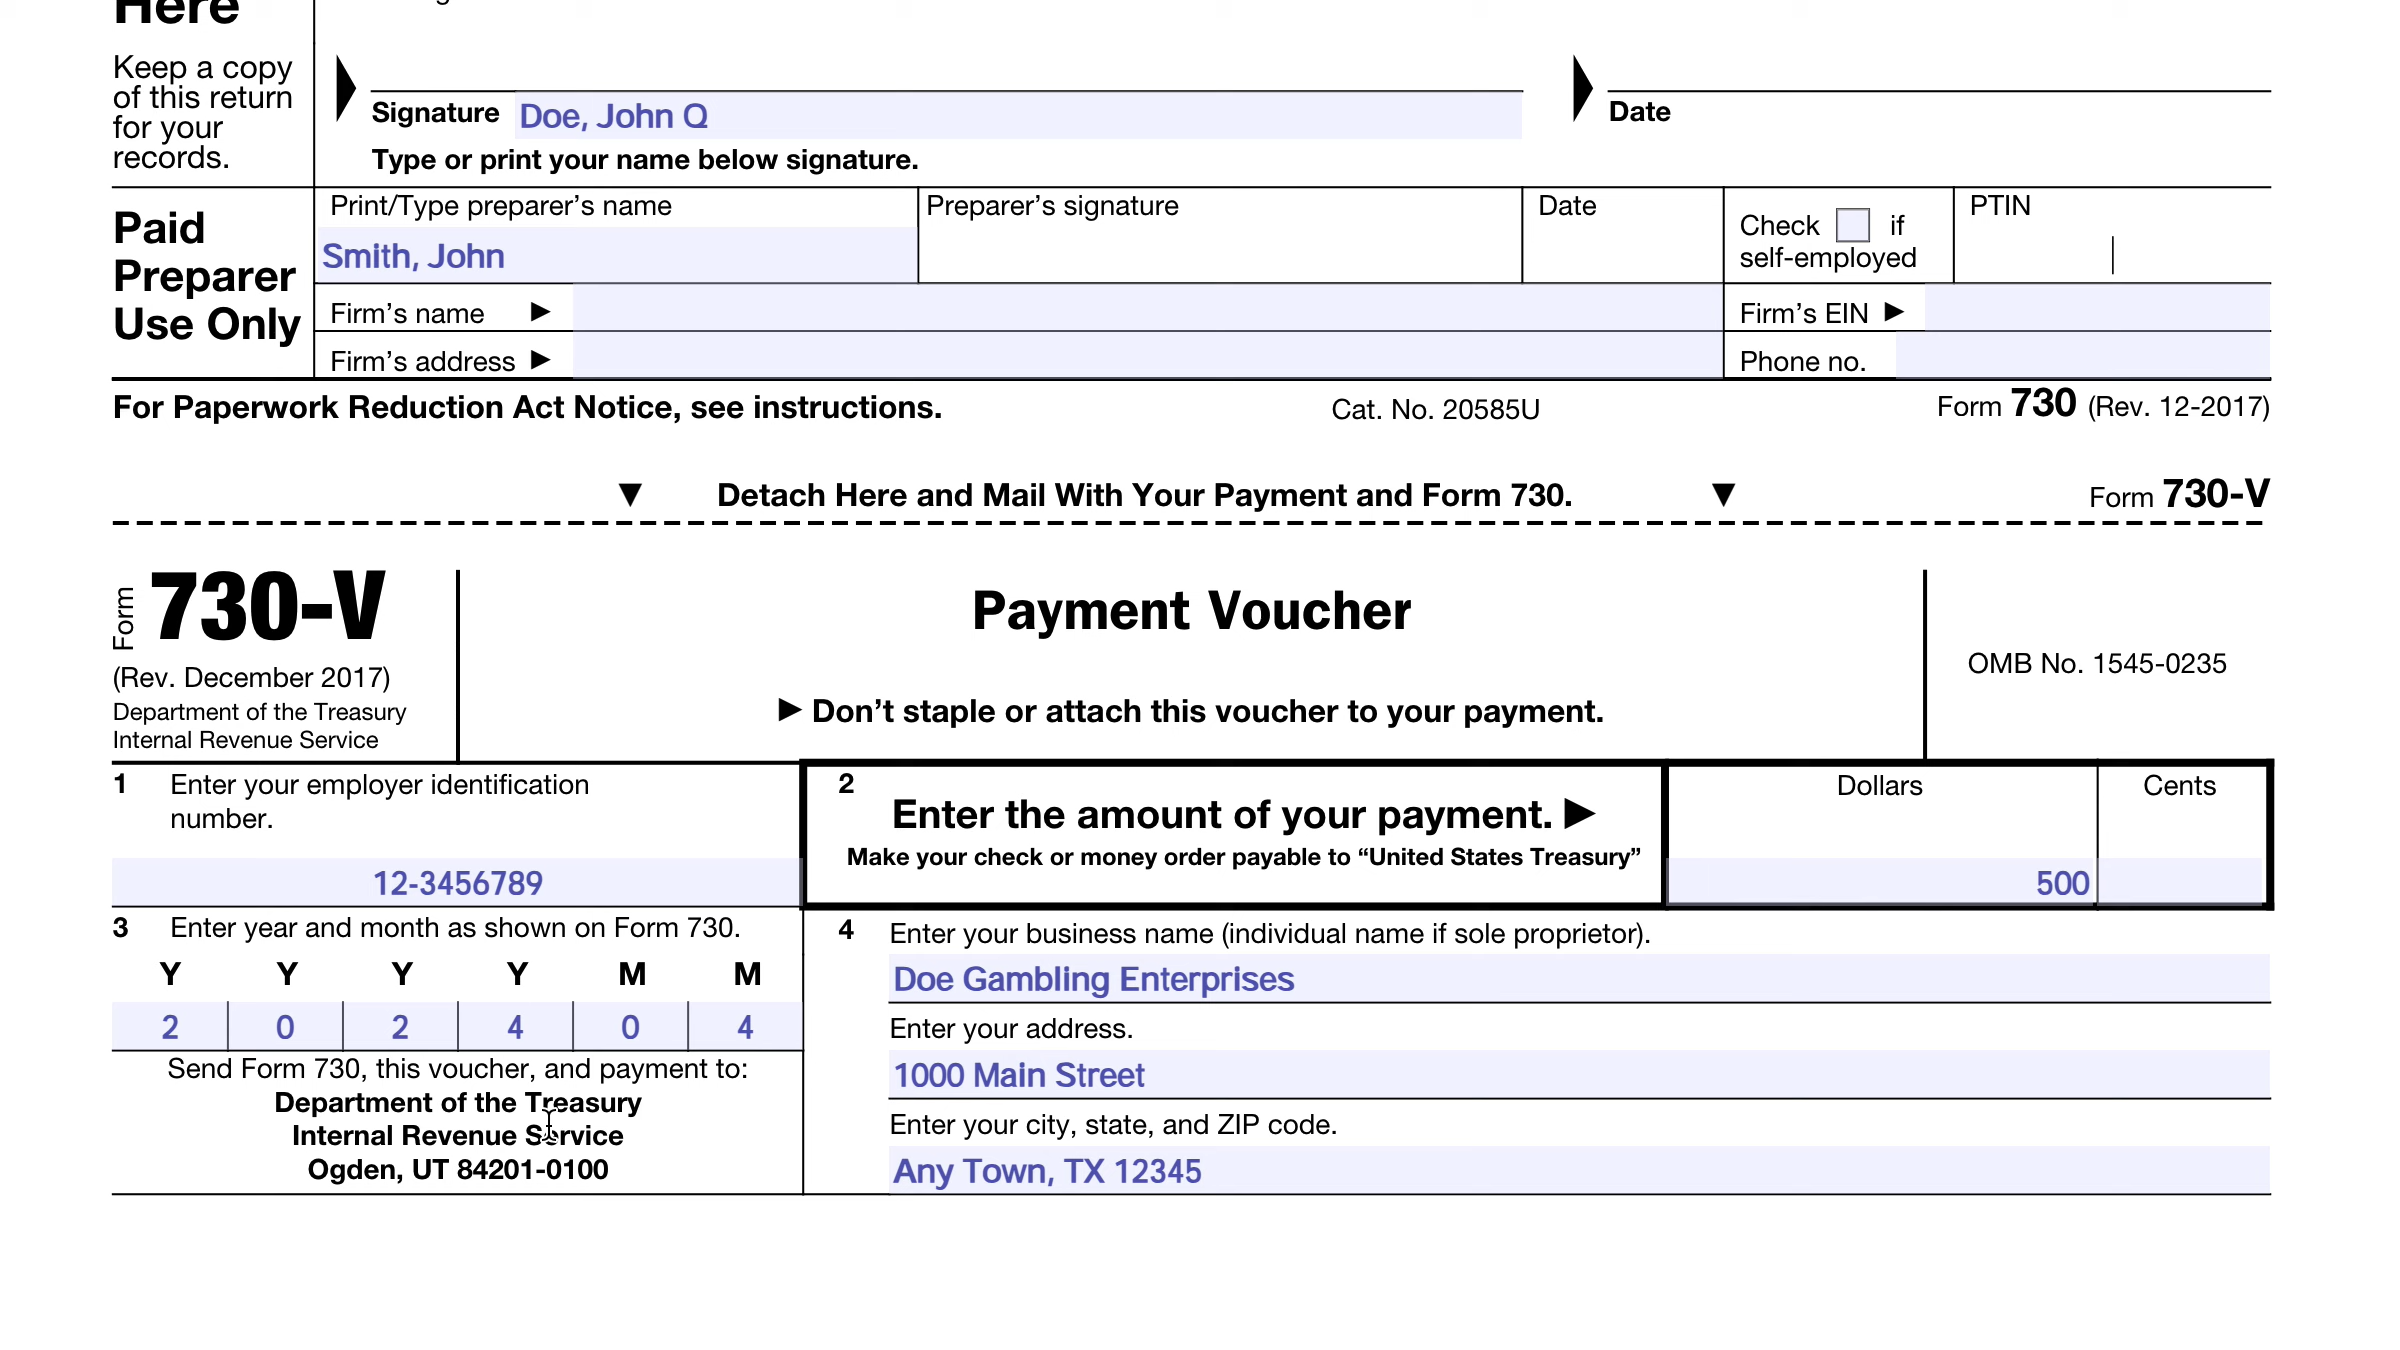 Here
Keep a copy
of this return
for your
records.
Signature Doe, John Q
Date
Type or print your name below signature.
Paid
Preparer
Use Only
Print/Type preparer’s name
Smith, John
Preparer’s signature
Date
Check if
self-employed
PTIN
Firm’s name ▶
Firm’s EIN ▶
Firm’s address ▶
Phone no.
For Paperwork Reduction Act Notice, see instructions. Cat. No. 20585U Form 730 (Rev. 12-2017)
▼ Detach Here and Mail With Your Payment and Form 730. ▼ Form 730-V
Form 730-V
(Rev. December 2017)
Department of the Treasury
Internal Revenue Service
Payment Voucher
▶ Don’t staple or attach this voucher to your payment.
OMB No. 1545-0235
1 Enter your employer identification
number.
12-3456789
2
Enter the amount of your payment. ▶
Make your check or money order payable to “United States Treasury”
Dollars Cents
500
3 Enter year and month as shown on Form 730.
Y Y Y Y M M
2 0 2 4 0 4
Send Form 730, this voucher, and payment to:
Department of the Treasury
Internal Revenue Service
Ogden, UT 84201-0100
4 Enter your business name (individual name if sole proprietor).
Doe Gambling Enterprises
Enter your address.
1000 Main Street
Enter your city, state, and ZIP code.
Any Town, TX 12345